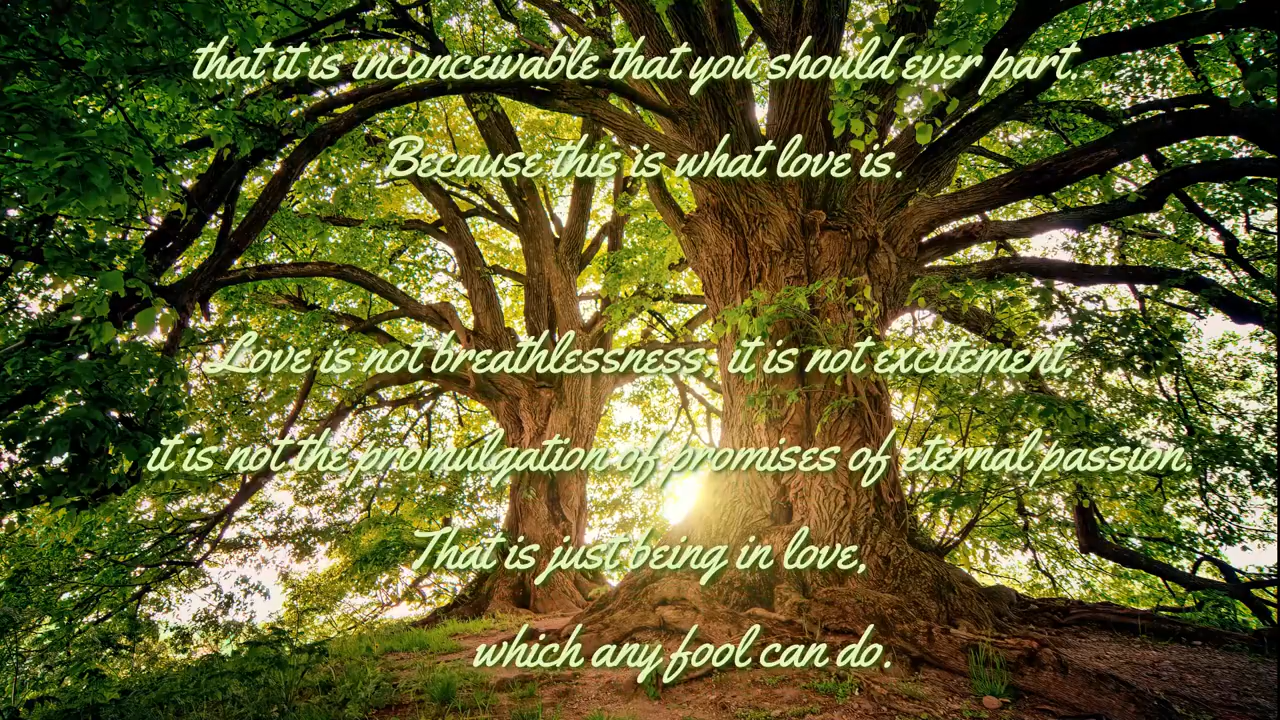 that it is inconceivable that you should ever part.
Because this is what love is.
Love is not breathlessness, it is not excitement,
it is not the promulgation of promises of eternal passion.
That is just being in love,
which any fool can do.